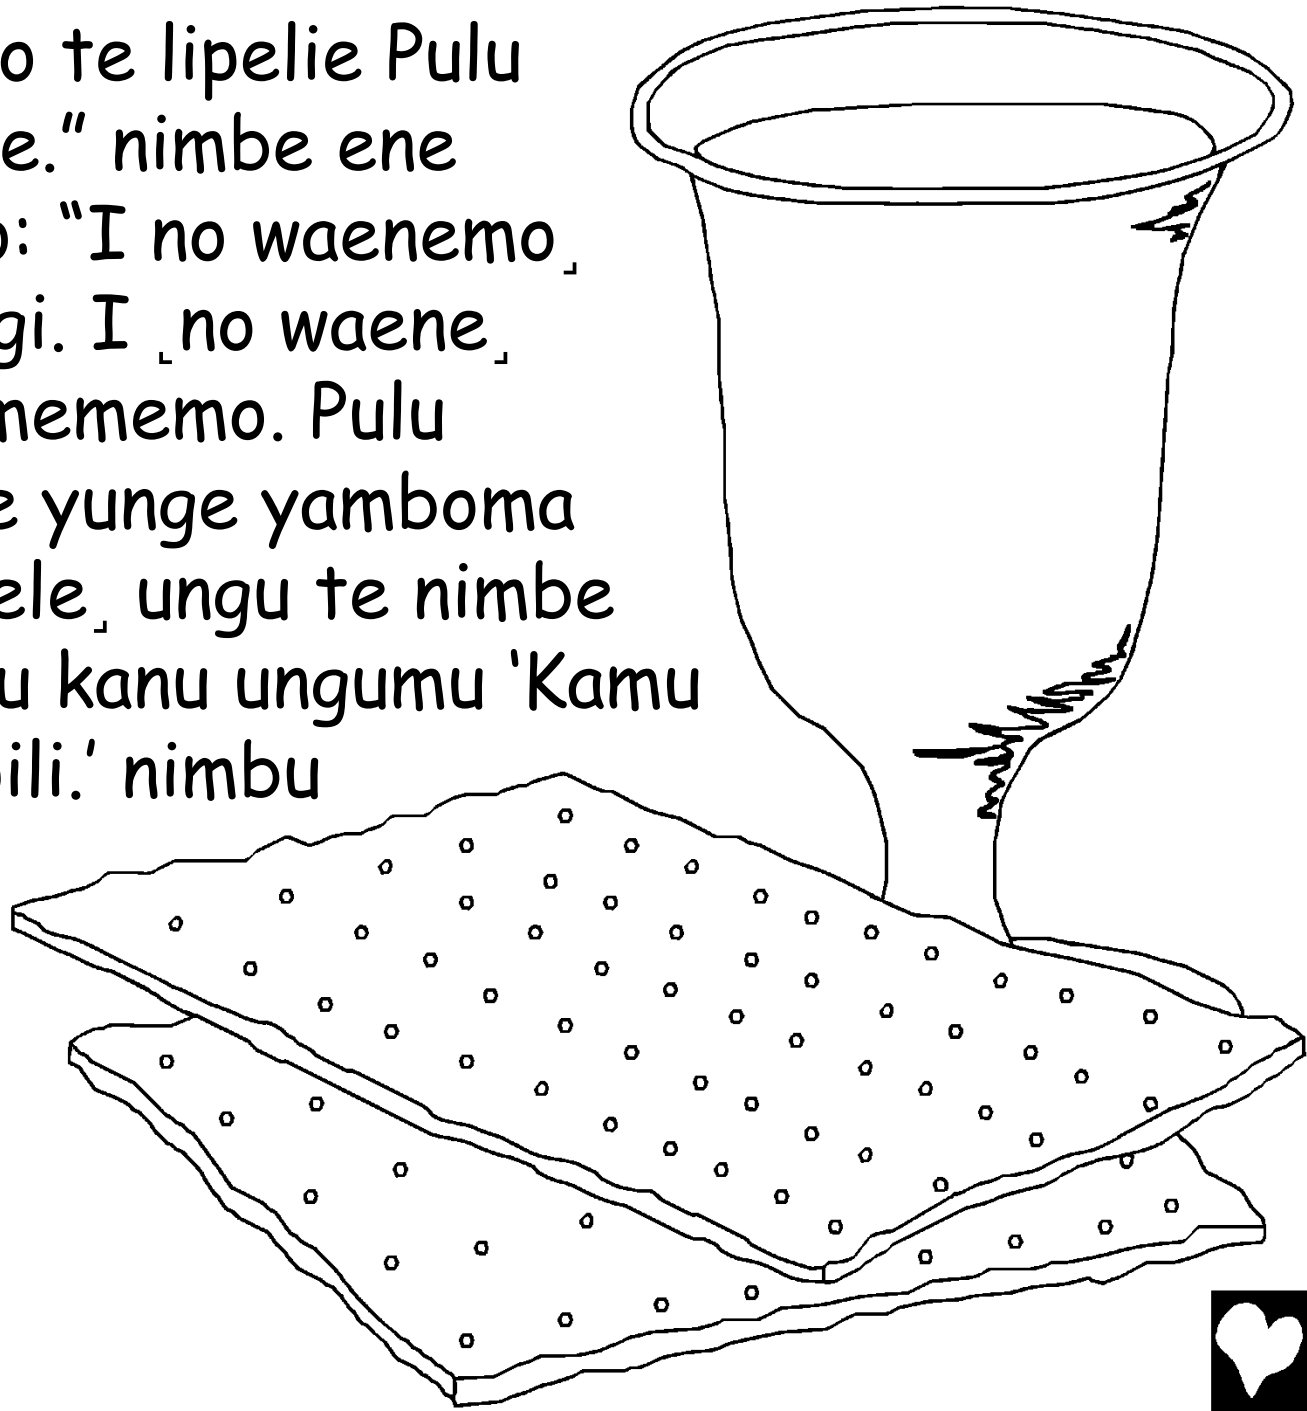 o te lipelie Pulu
e.” nimbe ene
o: “I no waenemo˼
gi. I ˻no waene˼
mememo. Pulu
e yunge yamboma
ele˼ ungu te nimbe
u kanu ungumu ‘Kamu
ili.’ nimbu